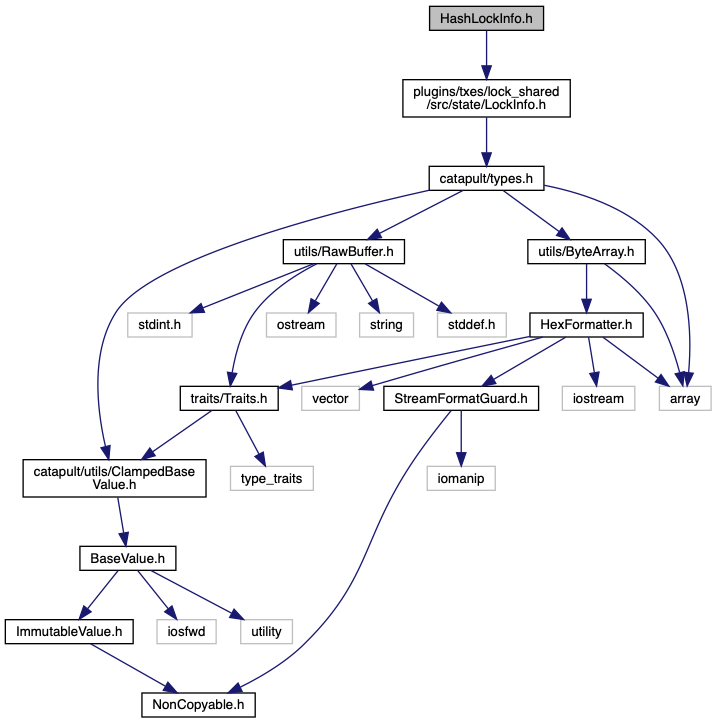 HashLockInfo.h
plugins/txes/lock_shared
/src/state/LockInfo.h
catapult/types.h
utils/RawBuffer.h
utils/ByteArray.h
stdint.h
ostream
string
stddef.h
HexFormatter.h
traits/Traits.h
vector
StreamFormatGuard.h
iostream
array
catapult/utils/ClampedBase
Value.h
type_traits
iomanip
BaseValue.h
ImmutableValue.h
iosfwd
utility
NonCopyable.h